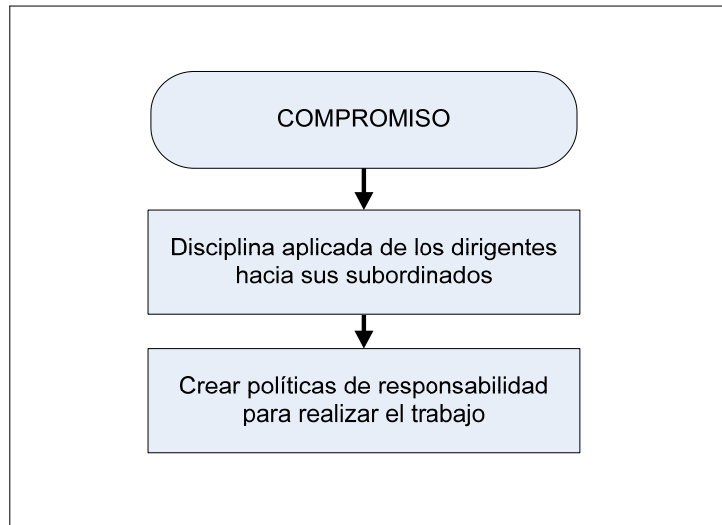 COMPROMISO
Disciplina aplicada de los dirigentes
hacia sus subordinados
Crear políticas de responsabilidad
para realizar el trabajo